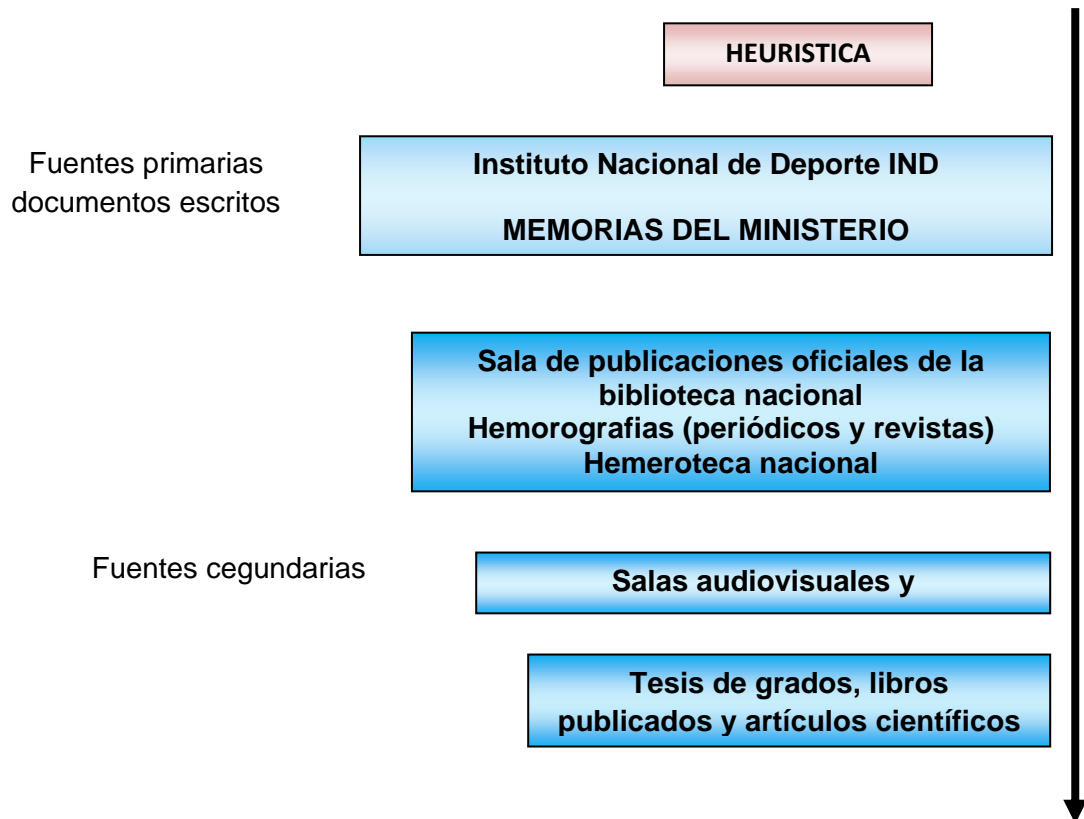 HEURISTICA
Fuentes primarias
documentos escritos
Instituto Nacional de Deporte IND
MEMORIAS DEL MINISTERIO
Sala de publicaciones oficiales de la
biblioteca nacional
Hemorografias (periódicos y revistas)
Hemeroteca nacional
Fuentes cegundarias
Salas audiovisuales y
Tesis de grados, libros
publicados y artículos científicos